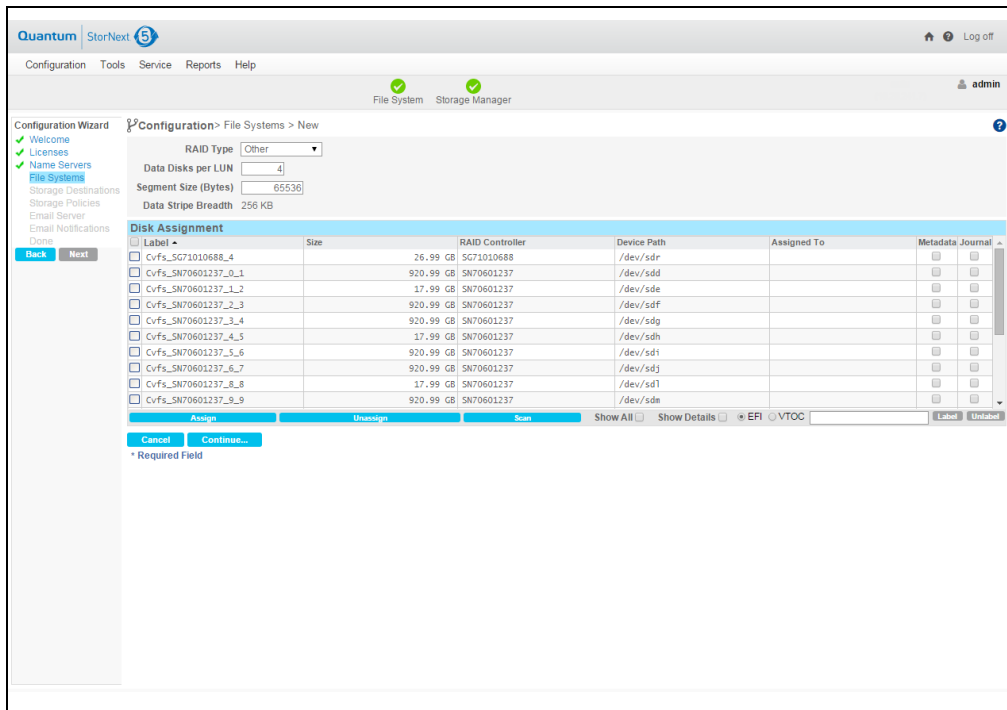 Quantum StorNext 5 Log off
Configuration Tools Service Reports Help
File System Storage Manager admin
Configuration Wizard
Welcome
Licenses
Name Servers
File Systems
Storage Destinations
Storage Policies
Email Server
Email Notifications
Done
Back Next
Configuration> File Systems > New
RAID Type Other
Data Disks per LUN 4
Segment Size (Bytes) 65536
Data Stripe Breadth 256 KB
Disk Assignment
Label Size RAID Controller Device Path Assigned To Metadata Journal
Cvfs_SG71010688_4 26.99 GB SG71010688 /dev/sdr
Cvfs_SN70601237_0_1 920.99 GB SN70601237 /dev/sdd
Cvfs_SN70601237_1_2 17.99 GB SN70601237 /dev/sde
Cvfs_SN70601237_2_3 920.99 GB SN70601237 /dev/sdf
Cvfs_SN70601237_3_4 920.99 GB SN70601237 /dev/sdg
Cvfs_SN70601237_4_5 17.99 GB SN70601237 /dev/sdh
Cvfs_SN70601237_5_6 920.99 GB SN70601237 /dev/sdi
Cvfs_SN70601237_6_7 920.99 GB SN70601237 /dev/sdj
Cvfs_SN70601237_8_8 17.99 GB SN70601237 /dev/sdl
Cvfs_SN70601237_9_9 920.99 GB SN70601237 /dev/sdm
Assign Unassign Scan Show All Show Details EFI VTOC Label Unlabel
Cancel Continue...
* Required Field